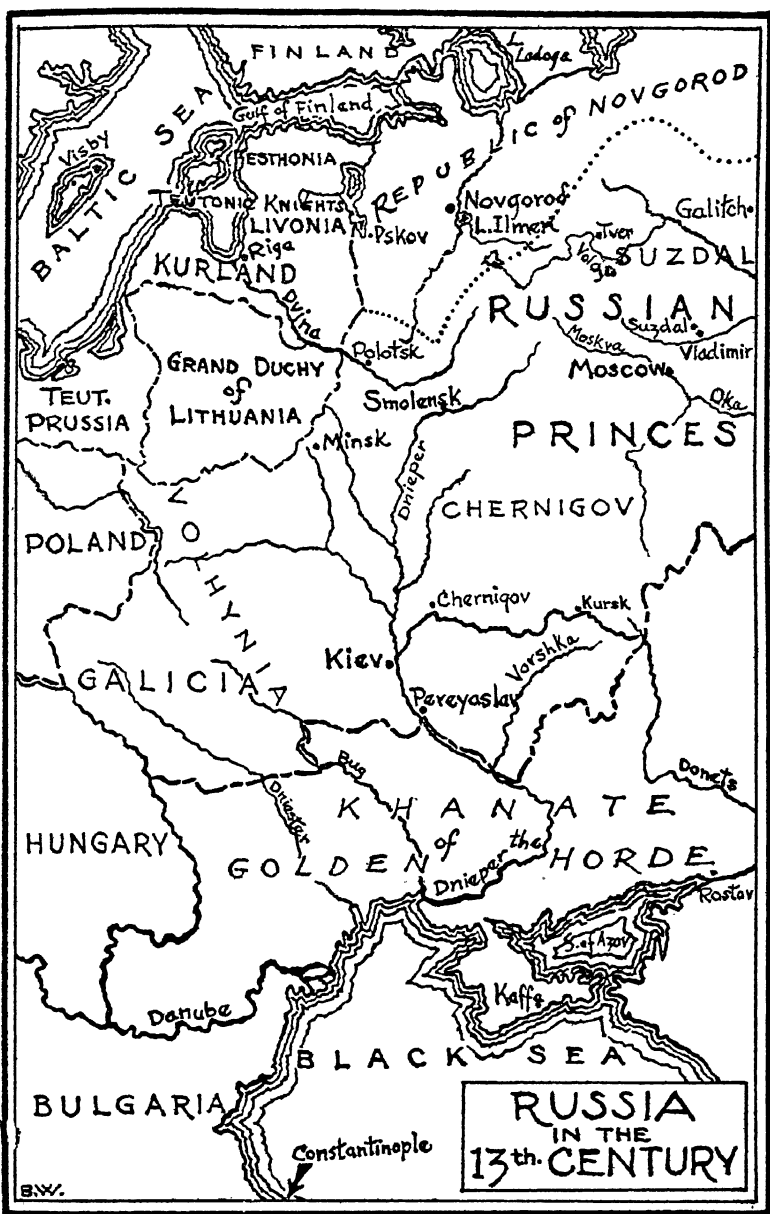 FINLAND
L. Ladoga
Gulf of Finland
BALTIC SEA
Visby
ESTHONIA
REPUBLIC of NOVGOROD
TEUTONIC KNIGHTS
LIVONIA
Pskov
Novgorod
L. Ilmen
Galitch
Tver
Volga
SUZDAL
Riga
KURLAND
Dvina
RUSSIAN
Suzdal
Vladimir
Moskva
Moscow
Oka
Polotsk
GRAND DUCHY
of
LITHUANIA
TEUT.
PRUSSIA
Smolensk
PRINCES
Minsk
Dnieper
CHERNIGOV
VOLHYNIA
POLAND
Chernigov
Kursk
Kiev
Vorshka
GALICIA
Pereyaslav
Bug
Dniester
Donets
KHANATE
of the
GOLDEN HORDE
HUNGARY
Dnieper
Rostov
S. of Azov
Kaffa
Danube
BLACK SEA
BULGARIA
Constantinople
RUSSIA
IN THE
13th. CENTURY
B.W.